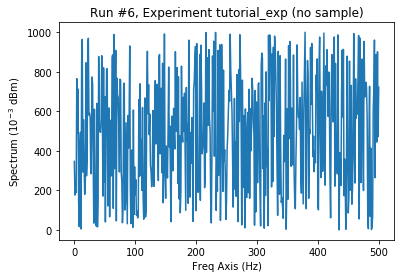 Run #6, Experiment tutorial_exp (no sample)
Spectrum (10⁻³ dBm)
1000
800
600
400
200
0
0 100 200 300 400 500
Freq Axis (Hz)